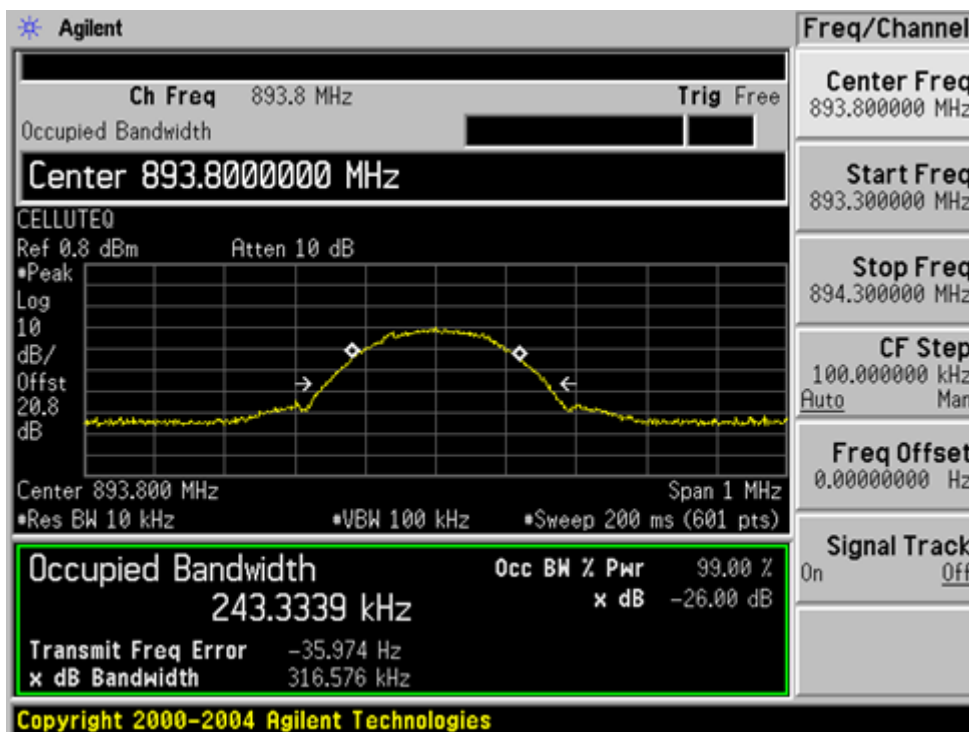 Agilent
Freq/Channel
Ch Freq 893.8 MHz Trig Free
Occupied Bandwidth
Center 893.8000000 MHz
CELLUTEQ
Ref 0.8 dBm Atten 10 dB
•Peak
Log
10
dB/
Offst
20.8
dB
Center 893.800 MHz Span 1 MHz
•Res BW 10 kHz •VBW 100 kHz •Sweep 200 ms (601 pts)
Occupied Bandwidth
243.3339 kHz
Occ BW % Pwr 99.00 %
x dB -26.00 dB
Transmit Freq Error -35.974 Hz
x dB Bandwidth 316.576 kHz
Center Freq
893.800000 MHz
Start Freq
893.300000 MHz
Stop Freq
894.300000 MHz
CF Step
100.000000 kHz
Auto Man
Freq Offset
0.00000000 Hz
Signal Track
On Off
Copyright 2000-2004 Agilent Technologies